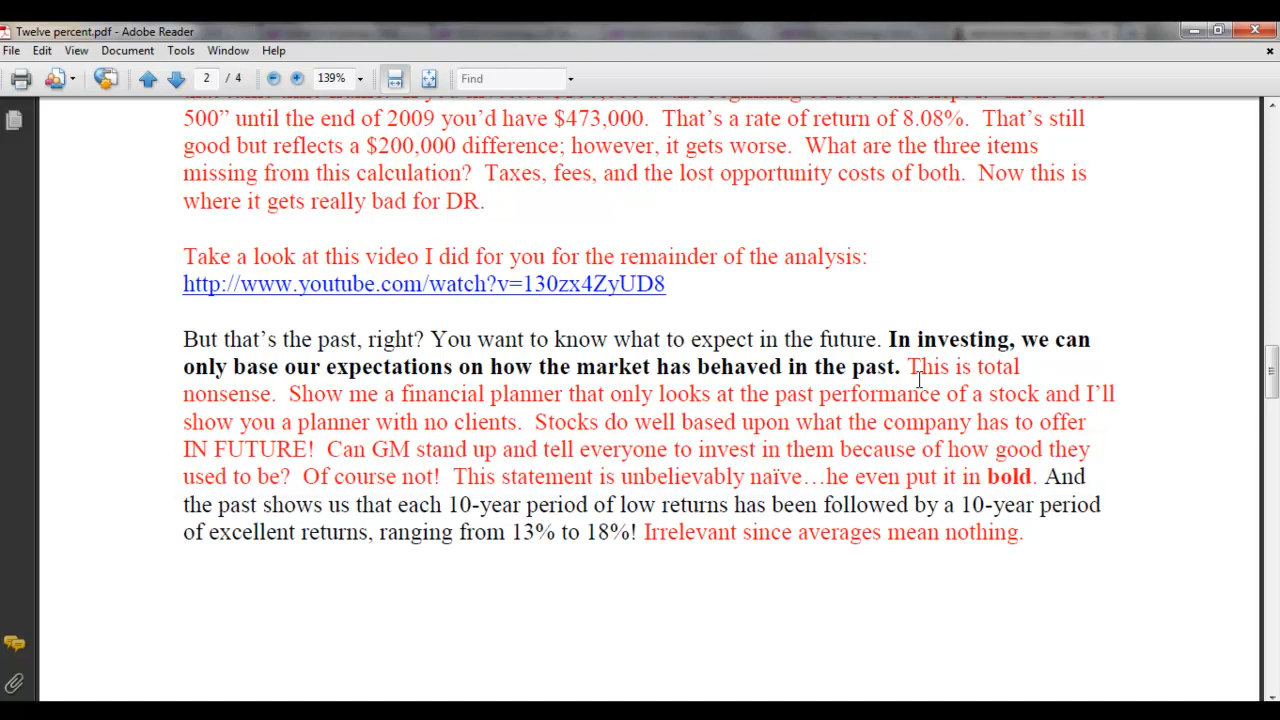 Twelve percent.pdf - Adobe Reader
File Edit View Document Tools Window Help
2 / 4 139% Find
500” until the end of 2009 you’d have $473,000. That’s a rate of return of 8.08%. That’s still
good but reflects a $200,000 difference; however, it gets worse. What are the three items
missing from this calculation? Taxes, fees, and the lost opportunity costs of both. Now this is
where it gets really bad for DR.
Take a look at this video I did for you for the remainder of the analysis:
http://www.youtube.com/watch?v=130zx4ZyUD8
But that’s the past, right? You want to know what to expect in the future. In investing, we can
only base our expectations on how the market has behaved in the past. This is total
nonsense. Show me a financial planner that only looks at the past performance of a stock and I’ll
show you a planner with no clients. Stocks do well based upon what the company has to offer
IN FUTURE! Can GM stand up and tell everyone to invest in them because of how good they
used to be? Of course not! This statement is unbelievably naïve…he even put it in bold. And
the past shows us that each 10-year period of low returns has been followed by a 10-year period
of excellent returns, ranging from 13% to 18%! Irrelevant since averages mean nothing.